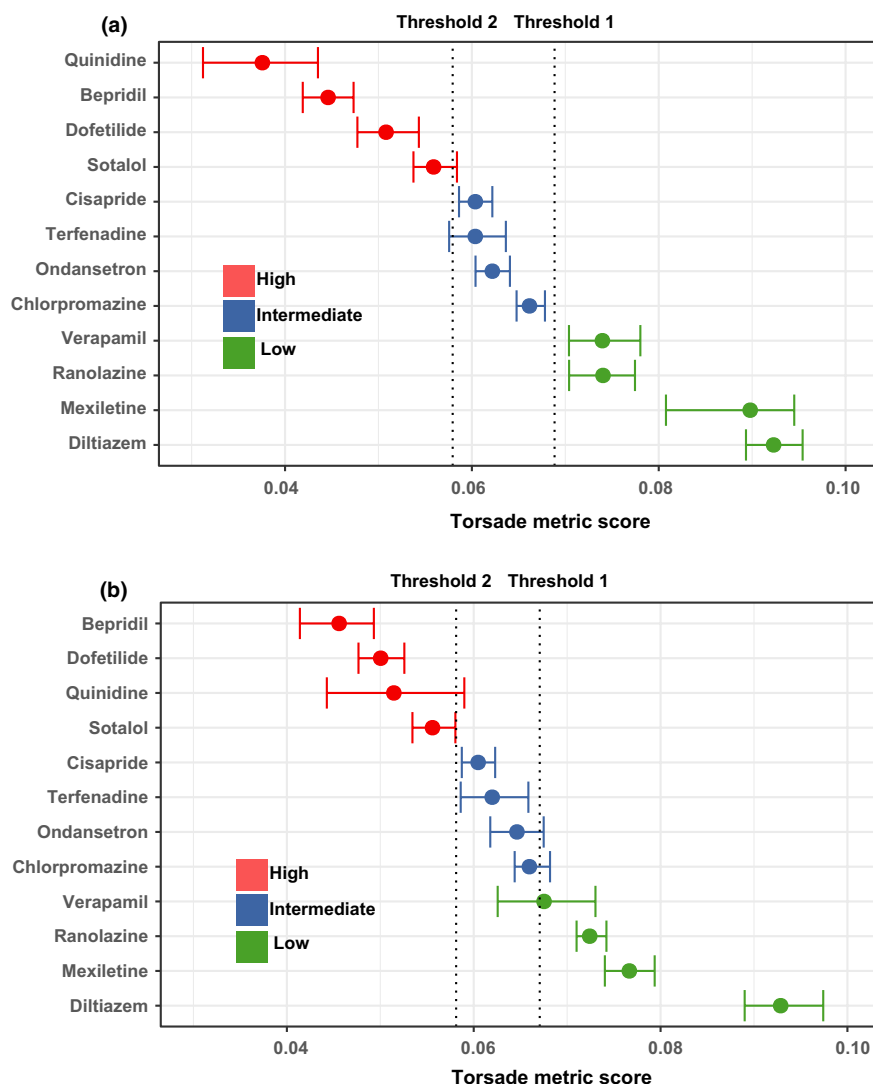 (a)
Threshold 2 Threshold 1
Quinidine
Bepridil
Dofetilide
Sotalol
Cisapride
Terfenadine
Ondansetron
Chlorpromazine
Verapamil
Ranolazine
Mexiletine
Diltiazem
High
Intermediate
Low
0.04 0.06 0.08 0.10
Torsade metric score
(b)
Threshold 2 Threshold 1
Bepridil
Dofetilide
Quinidine
Sotalol
Cisapride
Terfenadine
Ondansetron
Chlorpromazine
Verapamil
Ranolazine
Mexiletine
Diltiazem
High
Intermediate
Low
0.04 0.06 0.08 0.10
Torsade metric score